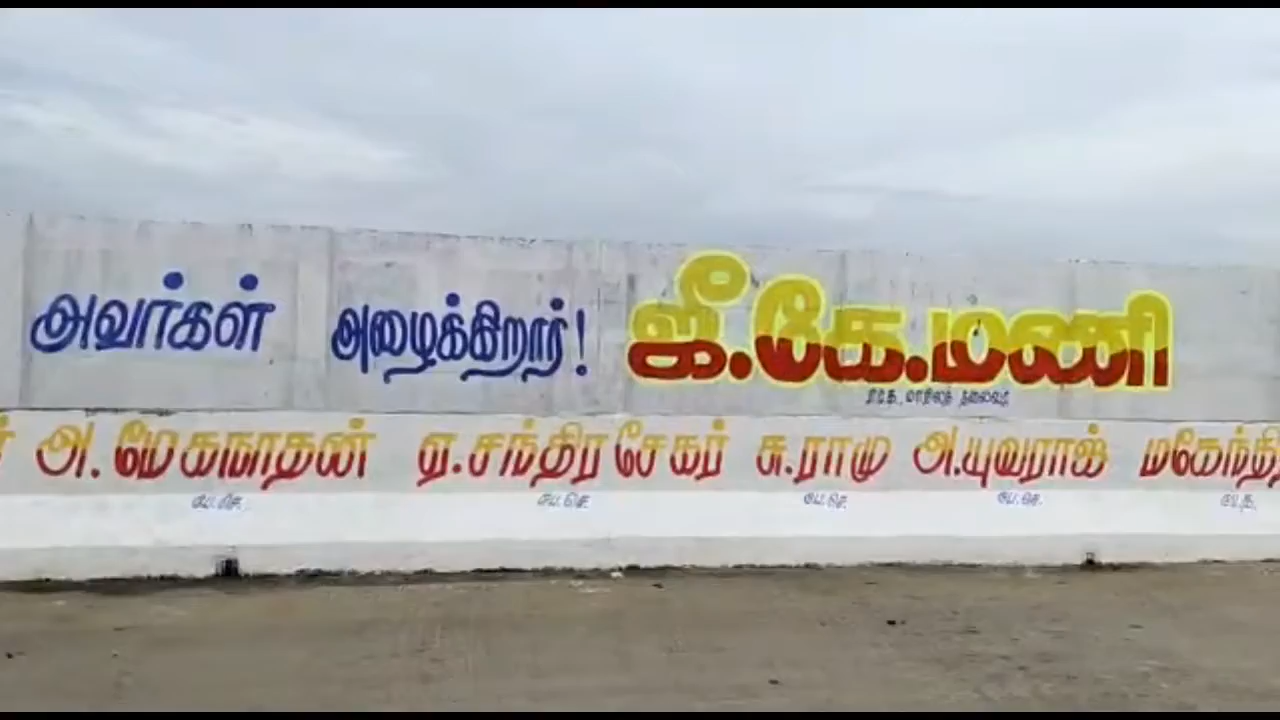 அவர்கள் அழைக்கிறார்! ஜீ.கே.மணி
அ.மேகநாதன் ஏ.சந்திரசேகர் சு.ராமு அ.யுவராஜ்